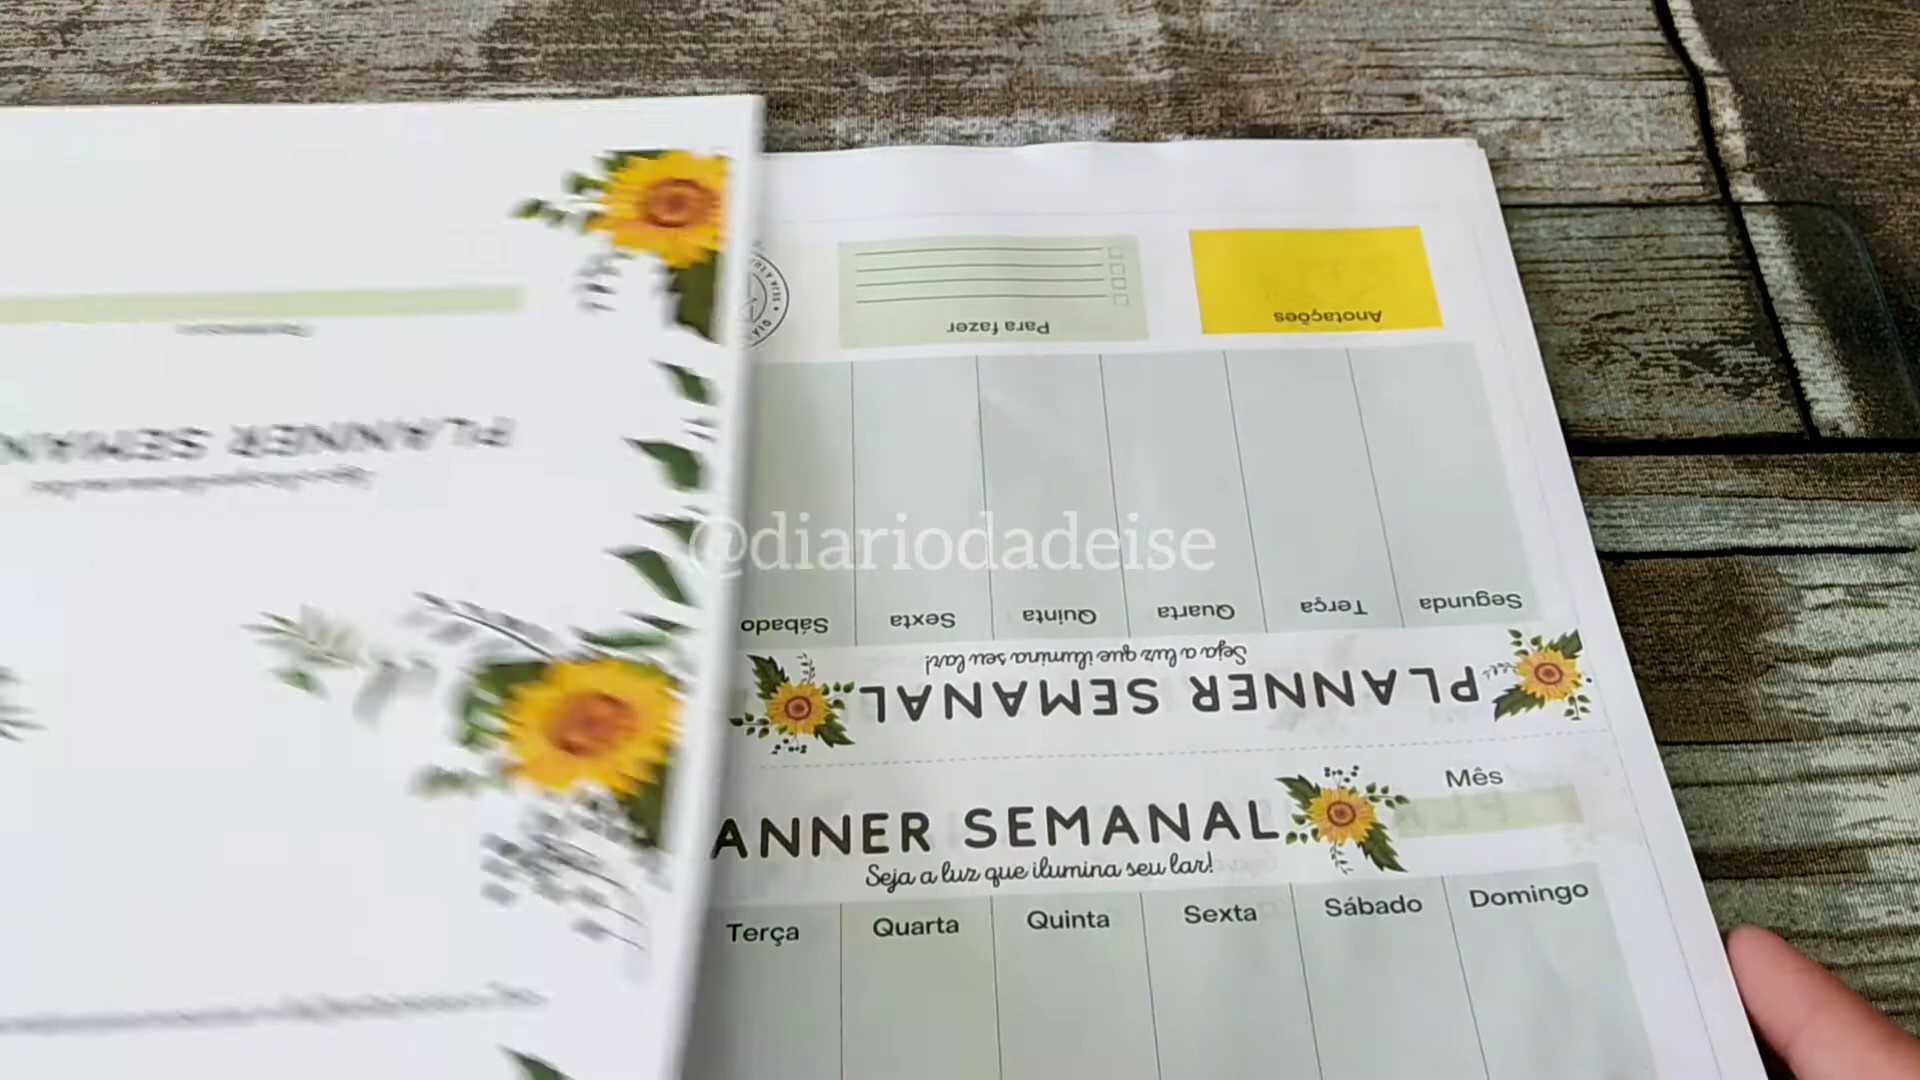 PLANNER SEMAN
Anotações
Para fazer
Segunda
Terça
Quarta
Quinta
Sexta
Sábado
Seja a luz que ilumina seu lar!
PLANNER SEMANAL
@diariodadeise
Mês
ANNER SEMANAL
Seja a luz que ilumina seu lar!
Terça
Quarta
Quinta
Sexta
Sábado
Domingo